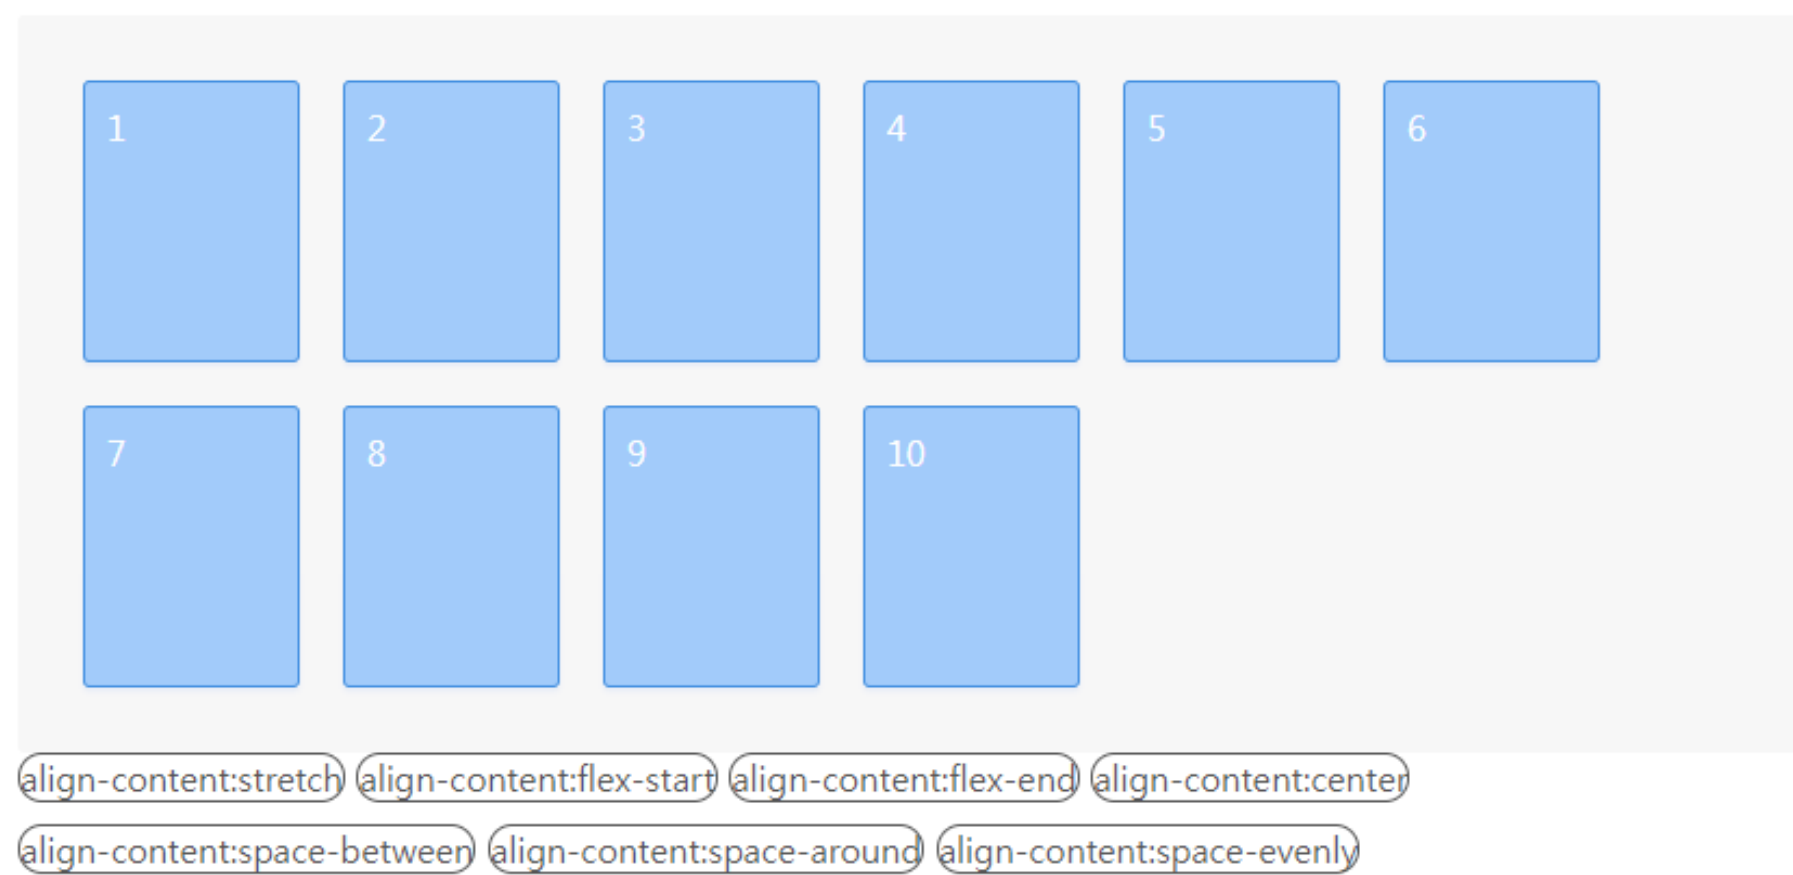 1 2 3 4 5 6
7 8 9 10
align-content:stretch align-content:flex-start align-content:flex-end align-content:center
align-content:space-between align-content:space-around align-content:space-evenly